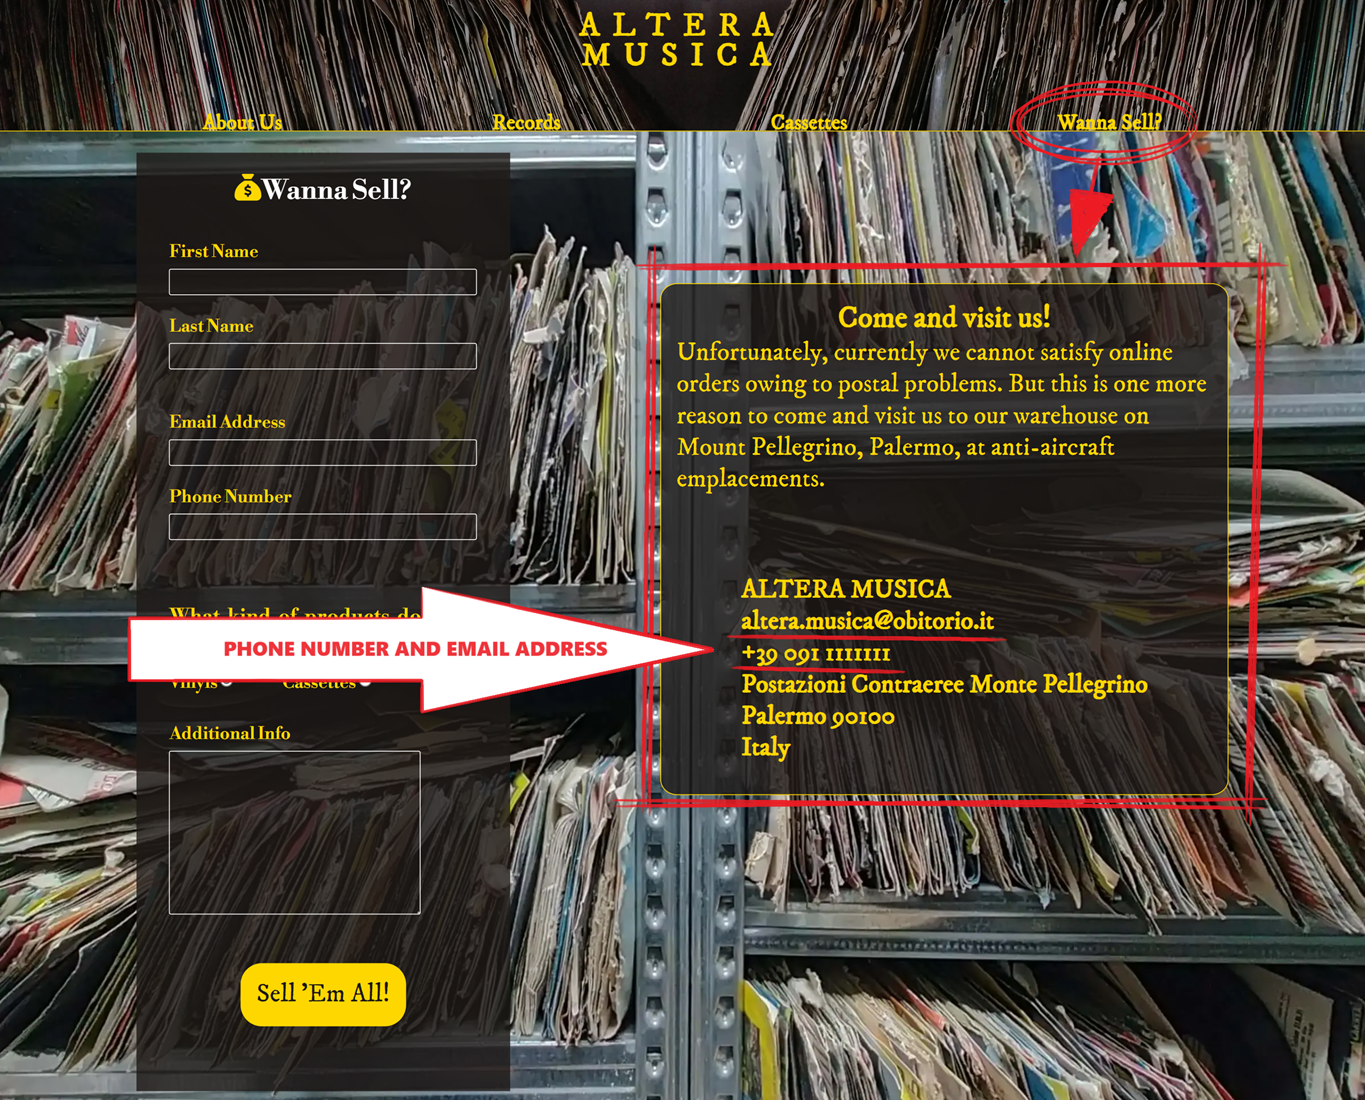 ALTERA
MUSICA
About Us
Records
Cassettes
Wanna Sell?
Wanna Sell?
First Name
Last Name
Email Address
Phone Number
What kind of products do
Vinyls
Cassettes
Additional Info
Sell 'Em All!
PHONE NUMBER AND EMAIL ADDRESS
Come and visit us!
Unfortunately, currently we cannot satisfy online
orders owing to postal problems. But this is one more
reason to come and visit us to our warehouse on
Mount Pellegrino, Palermo, at anti-aircraft
emplacements.
ALTERA MUSICA
altera.musica@obitorio.it
+39 091 1111111
Postazioni Contraeree Monte Pellegrino
Palermo 90100
Italy